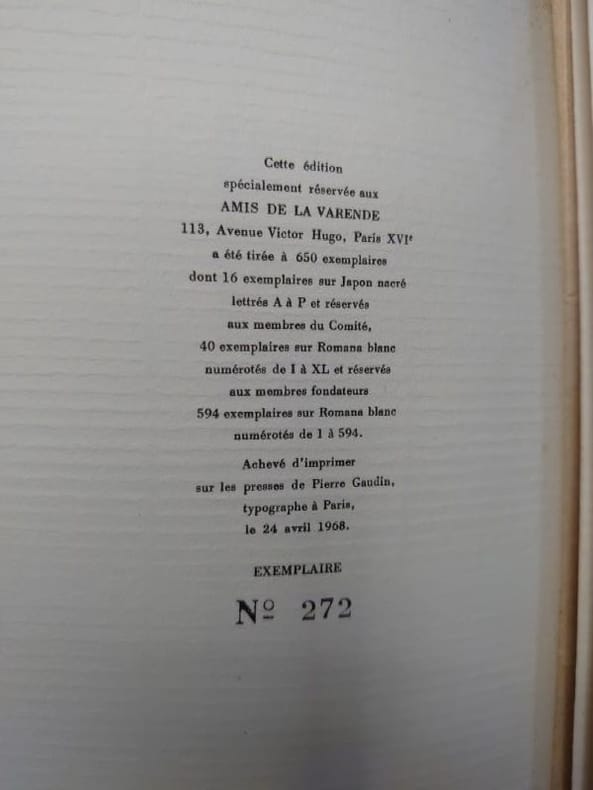 Cette édition
spécialement réservée aux
AMIS DE LA VARENDE
113, Avenue Victor Hugo, Paris XVIe
a été tirée à 650 exemplaires
dont 16 exemplaires sur Japon nacré
lettrés A à P et réservés
aux membres du Comité,
40 exemplaires sur Romana blanc
numérotés de I à XL et réservés
aux membres fondateurs
594 exemplaires sur Romana blanc
numérotés de 1 à 594.
Achevé d'imprimer
sur les presses de Pierre Gaudin,
typographe à Paris,
le 24 avril 1968.
EXEMPLAIRE
Nº 272